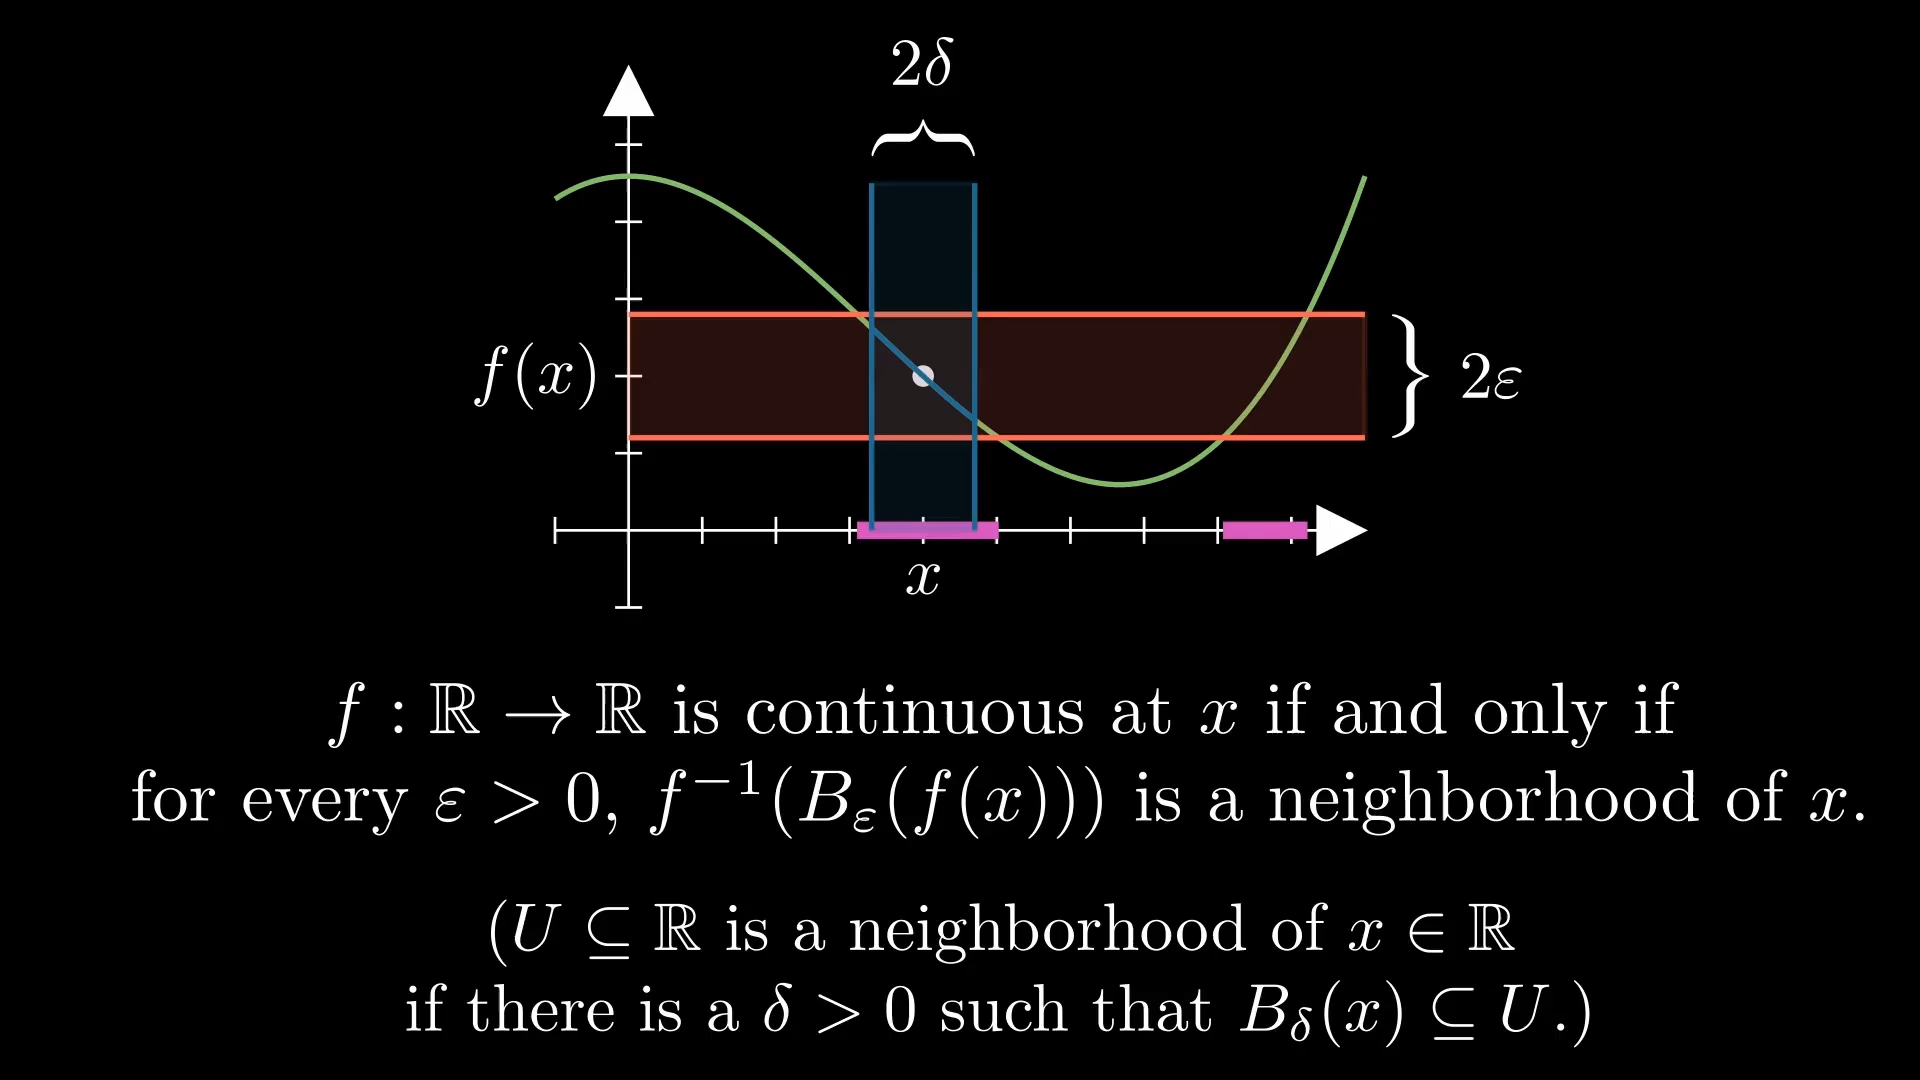 2δ
f(x)
2ε
x
f : ℝ → ℝ is continuous at x if and only if
for every ε > 0, f⁻¹(B_ε(f(x))) is a neighborhood of x.
(U ⊆ ℝ is a neighborhood of x ∈ ℝ
if there is a δ > 0 such that B_δ(x) ⊆ U.)